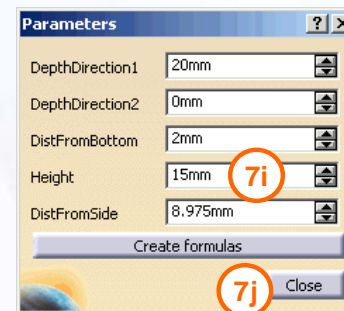 Parameters ? ×
DepthDirection1 20mm
DepthDirection2 0mm
DistFromBottom 2mm
Height 15mm 7i
DistFromSide 8.975mm
Create formulas
7j Close